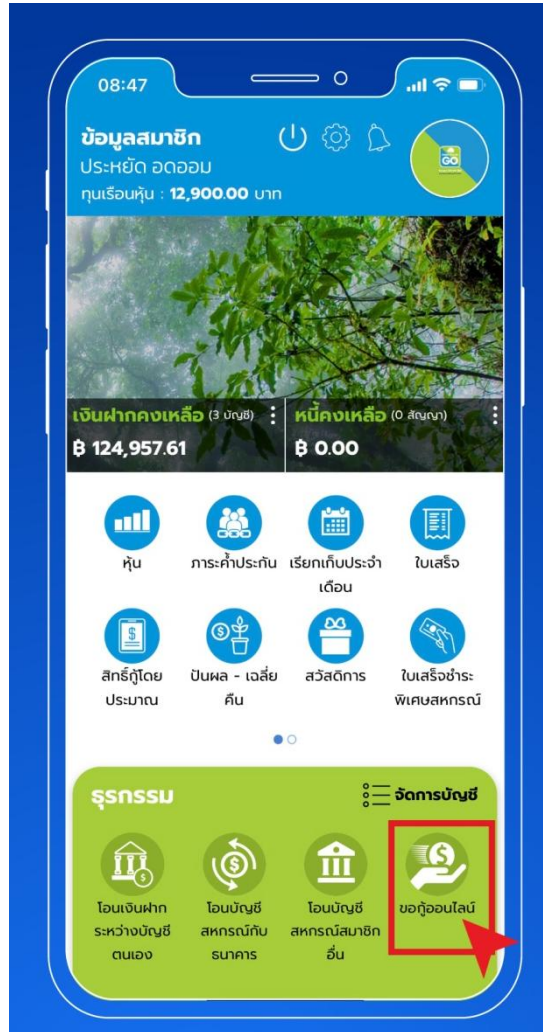 08:47
ข้อมูลสมาชิก
ประหยัด อดออม
ทุนเรือนหุ้น : 12,900.00 บาท
GO
เงินฝากคงเหลือ (3 บัญชี)
฿ 124,957.61
หนี้คงเหลือ (0 สัญญา)
฿ 0.00
หุ้น
ภาระค้ำประกัน
เรียกเก็บประจำ
เดือน
ใบเสร็จ
สิทธิ์กู้โดย
ประมาณ
ปันผล - เฉลี่ย
คืน
สวัสดิการ
ใบเสร็จชำระ
พิเศษสหกรณ์
ธุรกรรม
จัดการบัญชี
โอนเงินฝาก
ระหว่างบัญชี
ตนเอง
โอนบัญชี
สหกรณ์กับ
ธนาคาร
โอนบัญชี
สหกรณ์สมาชิก
อื่น
ขอกู้ออนไลน์